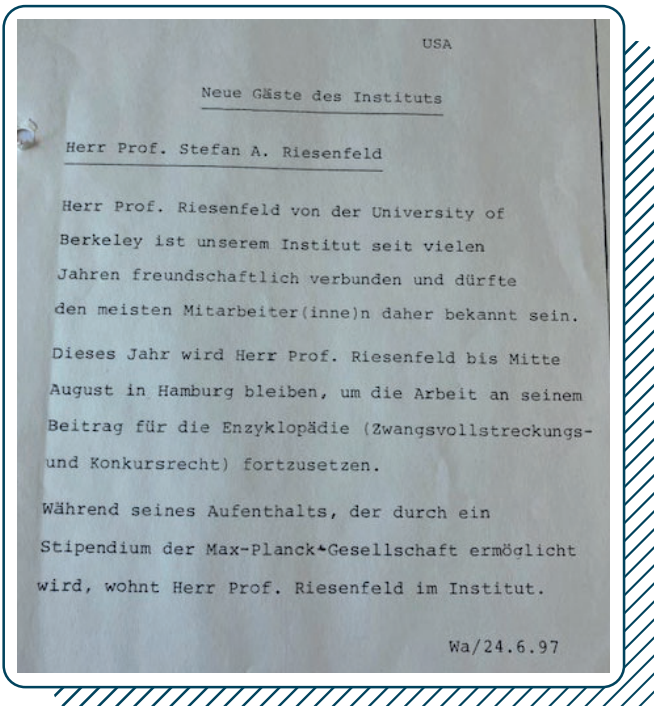 USA
Neue Gäste des Instituts
Herr Prof. Stefan A. Riesenfeld
Herr Prof. Riesenfeld von der University of
Berkeley ist unserem Institut seit vielen
Jahren freundschaftlich verbunden und dürfte
den meisten Mitarbeiter(inne)n daher bekannt sein.
Dieses Jahr wird Herr Prof. Riesenfeld bis Mitte
August in Hamburg bleiben, um die Arbeit an seinem
Beitrag für die Enzyklopädie (Zwangsvollstreckungs-
und Konkursrecht) fortzusetzen.
Während seines Aufenthalts, der durch ein
Stipendium der Max-Planck-Gesellschaft ermöglicht
wird, wohnt Herr Prof. Riesenfeld im Institut.
Wa/24.6.97